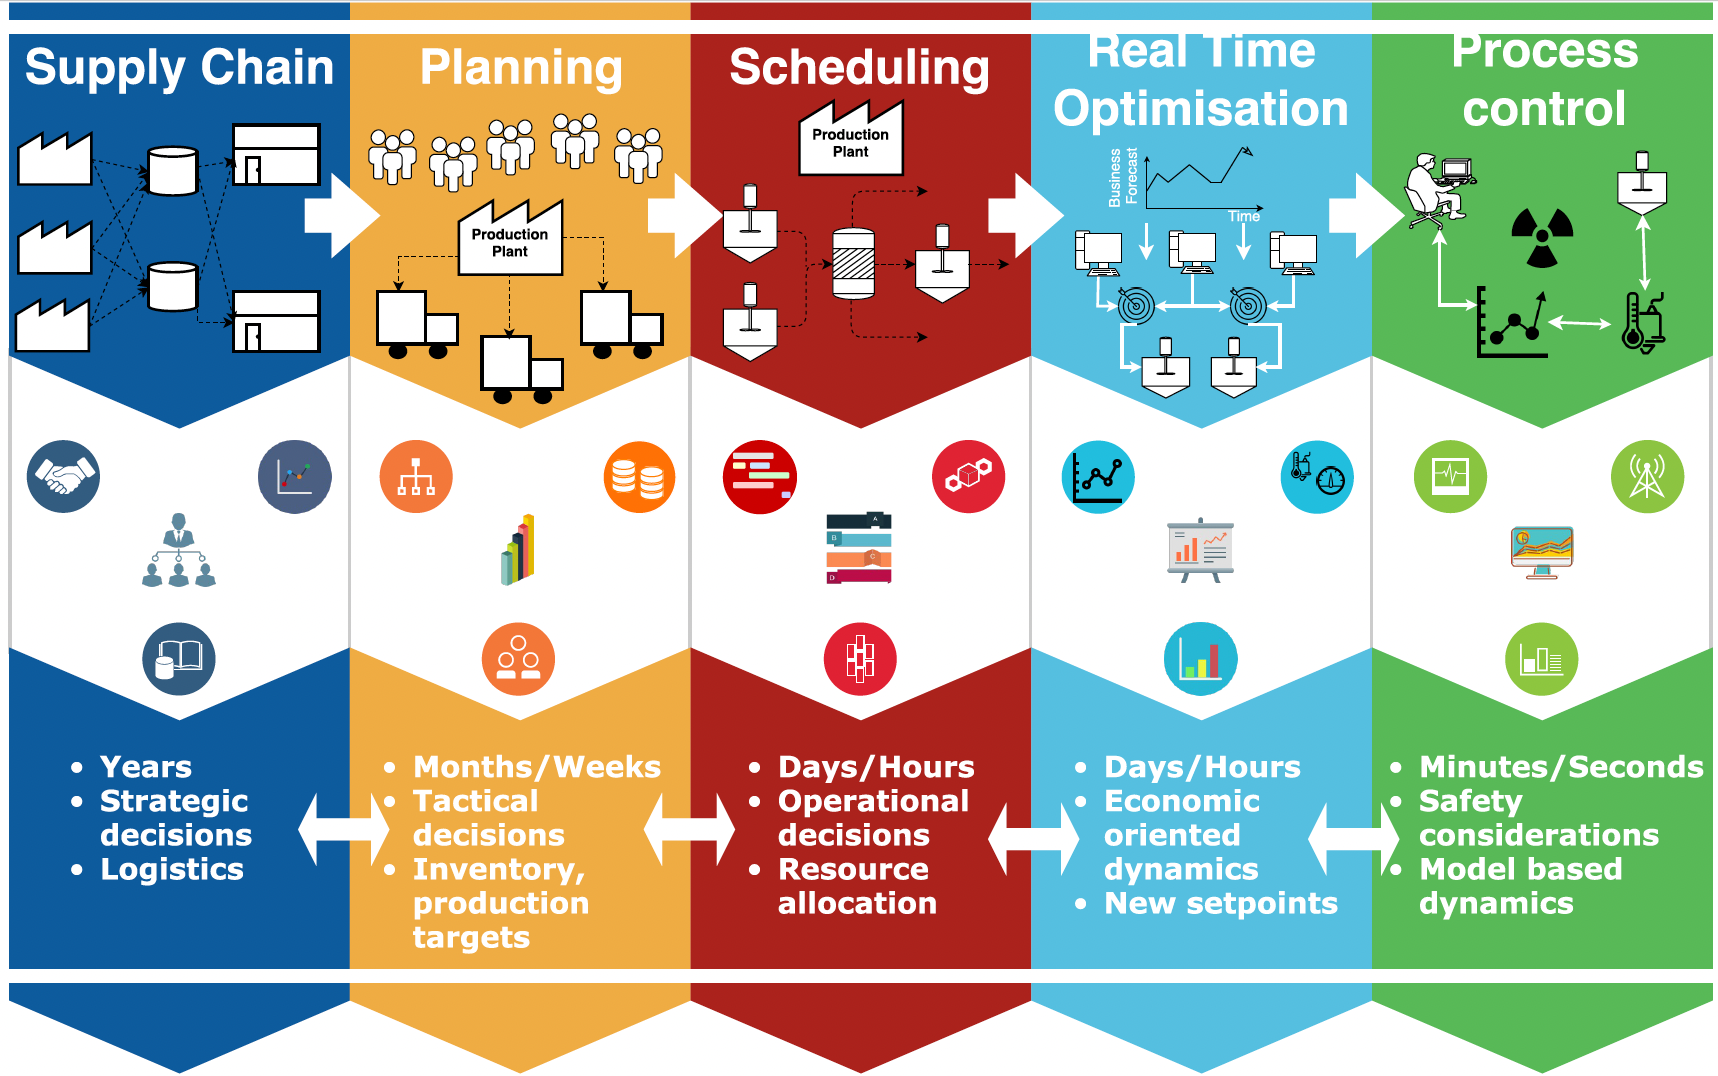 Supply Chain
Planning
Scheduling
Real Time
Optimisation
Process
control
Production
Plant
Production
Plant
Business
Forecast
Time
A
B
C
D
• Years
• Strategic
decisions
• Logistics
• Months/Weeks
• Tactical
decisions
• Inventory,
production
targets
• Days/Hours
• Operational
decisions
• Resource
allocation
• Days/Hours
• Economic
oriented
dynamics
• New setpoints
• Minutes/Seconds
• Safety
considerations
• Model based
dynamics